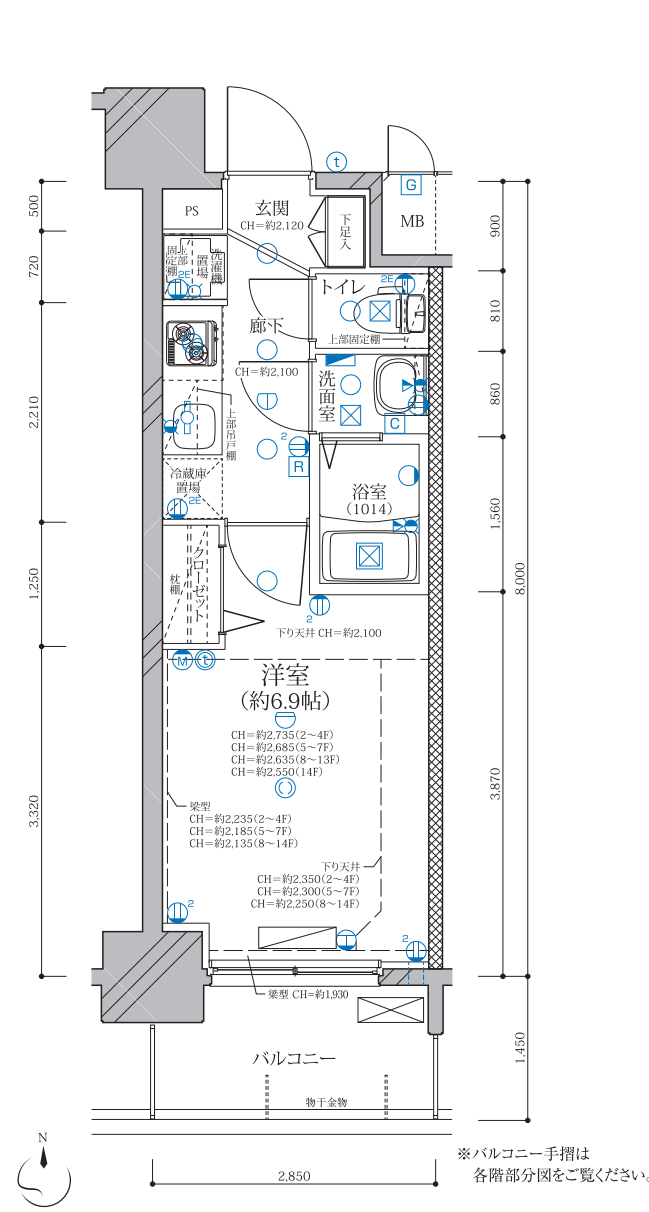 t
G
500
PS
玄関
CH=約2,120
下足入
MB
900
720
上部固定棚
洗濯機置場
2E
トイレ
2E
上部固定棚
810
廊下
CH=約2,100
洗面室
860
C
2,210
上部吊戸棚
2
R
冷蔵庫置場
2E
浴室
(1014)
1,560
8,000
1,250
枕棚
クローゼット
2
下り天井 CH=約2,100
M
t
洋室
(約6.9帖)
CH=約2,735(2〜4F)
CH=約2,685(5〜7F)
CH=約2,635(8〜13F)
CH=約2,550(14F)
3,320
3,870
梁型
CH=約2,235(2〜4F)
CH=約2,185(5〜7F)
CH=約2,135(8〜14F)
下り天井
CH=約2,350(2〜4F)
CH=約2,300(5〜7F)
CH=約2,250(8〜14F)
2
2
梁型 CH=約1,930
1,450
バルコニー
物干金物
N
2,850
※バルコニー手摺は
各階部分図をご覧ください。